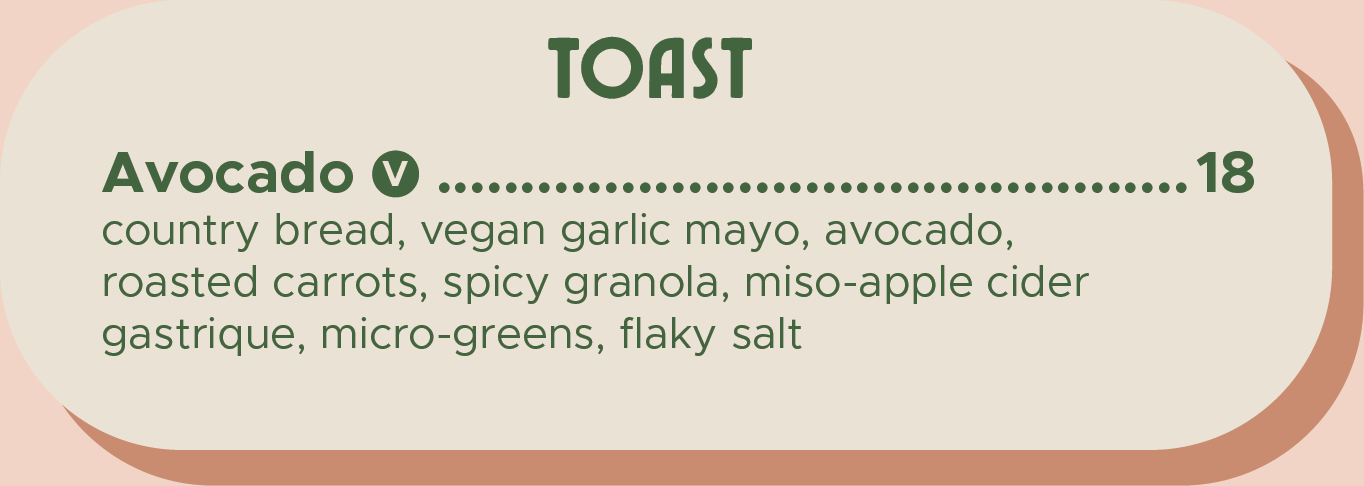 TOAST
Avocado V .......................................................... 18
country bread, vegan garlic mayo, avocado,
roasted carrots, spicy granola, miso-apple cider
gastrique, micro-greens, flaky salt